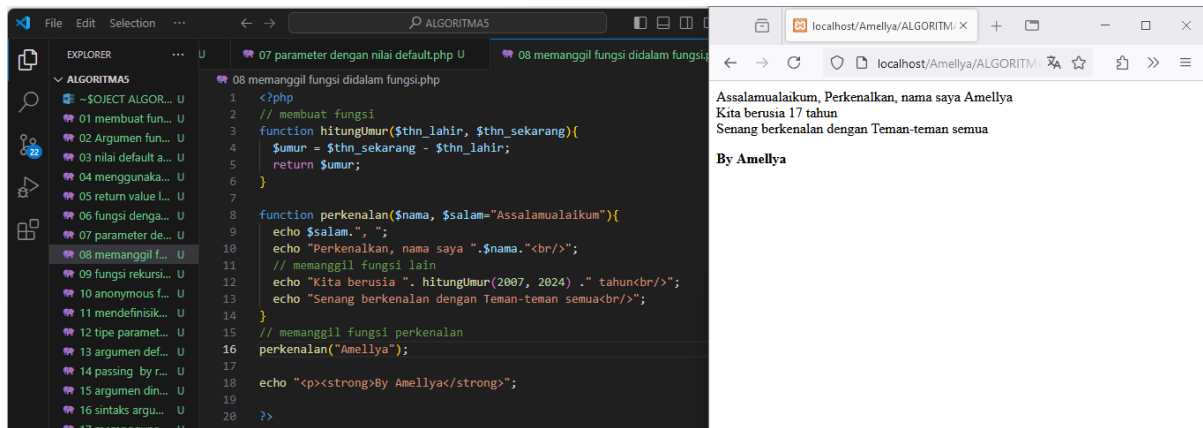 File Edit Selection ...
ALGORITMA5
EXPLORER ...
ALGORITMA5
~$OJECT ALGOR... U
01 membuat fun... U
02 Argumen fun... U
03 nilai default a... U
04 menggunaka... U
05 return value l... U
06 fungsi denga... U
07 parameter de... U
08 memanggil f... U
09 fungsi rekursi... U
10 anonymous f... U
11 mendefinisik... U
12 tipe paramet... U
13 argumen def... U
14 passing by r... U
15 argumen din... U
16 sintaks argu... U
22
U 07 parameter dengan nilai default.php U 08 memanggil fungsi didalam fungsi.p
08 memanggil fungsi didalam fungsi.php
1 <?php
2 // membuat fungsi
3 function hitungUmur($thn_lahir, $thn_sekarang){
4 $umur = $thn_sekarang - $thn_lahir;
5 return $umur;
6 }
7
8 function perkenalan($nama, $salam="Assalamualaikum"){
9 echo $salam.", ";
10 echo "Perkenalkan, nama saya ".$nama."<br/>";
11 // memanggil fungsi lain
12 echo "Kita berusia ". hitungUmur(2007, 2024) ." tahun<br/>";
13 echo "Senang berkenalan dengan Teman-teman semua<br/>";
14 }
15 // memanggil fungsi perkenalan
16 perkenalan("Amellya");
17
18 echo "<p><strong>By Amellya</strong>";
19
20 ?>
localhost/Amellya/ALGORITM
localhost/Amellya/ALGORITM
Assalamualaikum, Perkenalkan, nama saya Amellya
Kita berusia 17 tahun
Senang berkenalan dengan Teman-teman semua
By Amellya